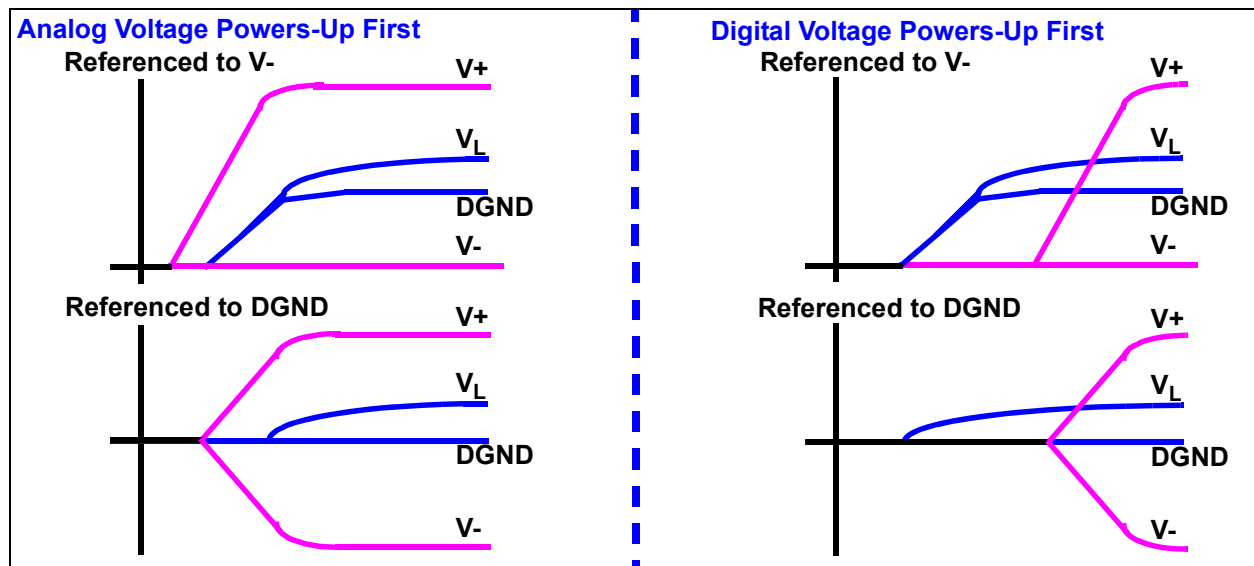 Analog Voltage Powers-Up First
Referenced to V-
V+
VL
DGND
V-
Referenced to DGND
V+
VL
DGND
V-
Digital Voltage Powers-Up First
Referenced to V-
V+
VL
DGND
V-
Referenced to DGND
V+
VL
DGND
V-